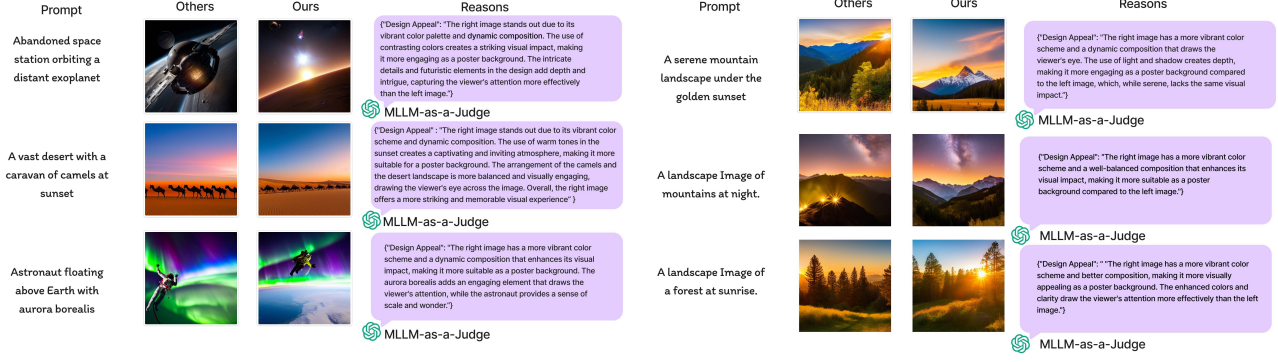 Prompt
Others
Ours
Reasons
Abandoned space
station orbiting a
distant exoplanet
{"Design Appeal": "The right image stands out due to its
vibrant color palette and dynamic composition. The use of
contrasting colors creates a striking visual impact, making
it more engaging as a poster background. The intricate
details and futuristic elements in the design add depth and
intrigue, capturing the viewer's attention more effectively
than the left image."}
MLLM-as-a-Judge
A vast desert with a
caravan of camels at
sunset
{"Design Appeal" : "The right image stands out due to its vibrant color
scheme and dynamic composition. The use of warm tones in the
sunset creates a captivating and inviting atmosphere, making it more
suitable for a poster background. The arrangement of the camels and
the desert landscape is more balanced and visually engaging,
drawing the viewer's eye across the image. Overall, the right image
offers a more striking and memorable visual experience" }
MLLM-as-a-Judge
Astronaut floating
above Earth with
aurora borealis
{"Design Appeal": "The right image has a more vibrant color
scheme and a dynamic composition that enhances its visual
impact, making it more suitable as a poster background. The
aurora borealis adds an engaging element that draws the
viewer's attention, while the astronaut provides a sense of
scale and wonder."}
MLLM-as-a-Judge
Prompt
Others
Ours
Reasons
A serene mountain
landscape under the
golden sunset
{"Design Appeal": "The right image has a more vibrant color
scheme and a dynamic composition that draws the
viewer's eye. The use of light and shadow creates depth,
making it more engaging as a poster background compared
to the left image, which, while serene, lacks the same visual
impact."}
MLLM-as-a-Judge
A landscape Image of
mountains at night.
{"Design Appeal": "The right image has a more vibrant color
scheme and a well-balanced composition that enhances its
visual impact, making it more suitable as a poster
background compared to the left image."}
MLLM-as-a-Judge
A landscape Image of
a forest at sunrise.
{"Design Appeal": " "The right image has a more vibrant color
scheme and better composition, making it more visually
appealing as a poster background. The enhanced colors and
clarity draw the viewer's attention more effectively than the left
image."}
MLLM-as-a-Judge